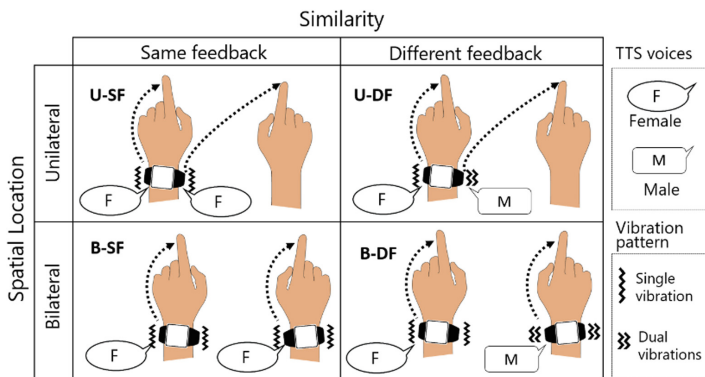 Similarity
Same feedback
Different feedback
TTS voices
Spatial Location
Unilateral
U-SF
F
F
U-DF
F
M
F
Female
M
Male
Bilateral
B-SF
F
F
B-DF
F
M
Vibration
pattern
Single
vibration
Dual
vibrations